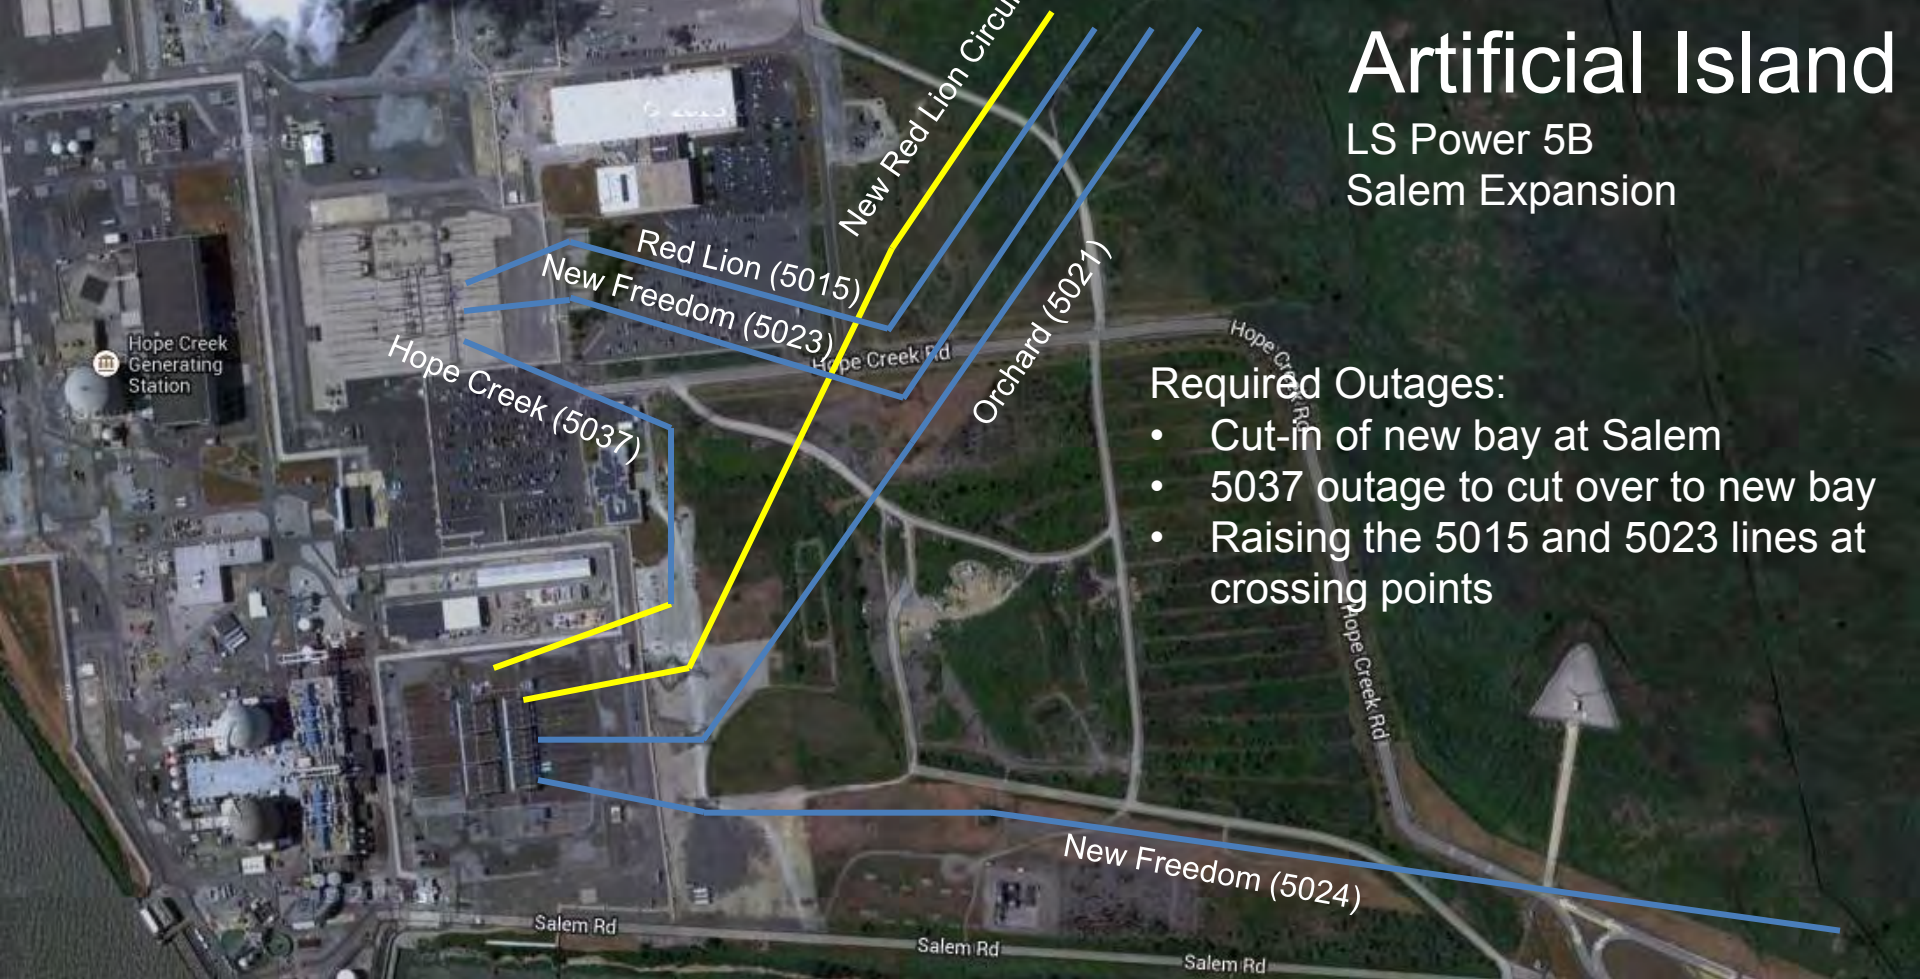 Artificial Island
LS Power 5B
Salem Expansion
New Red Lion Circu
Red Lion (5015)
New Freedom (5023)
Orchard (5021)
Hope Creek Rd
Hope Creek Rd
Hope Creek (5037)
Hope Creek
Generating
Station
Required Outages:
• Cut-in of new bay at Salem
• 5037 outage to cut over to new bay
• Raising the 5015 and 5023 lines at
crossing points
Hope Creek Rd
New Freedom (5024)
Salem Rd
Salem Rd
Salem Rd